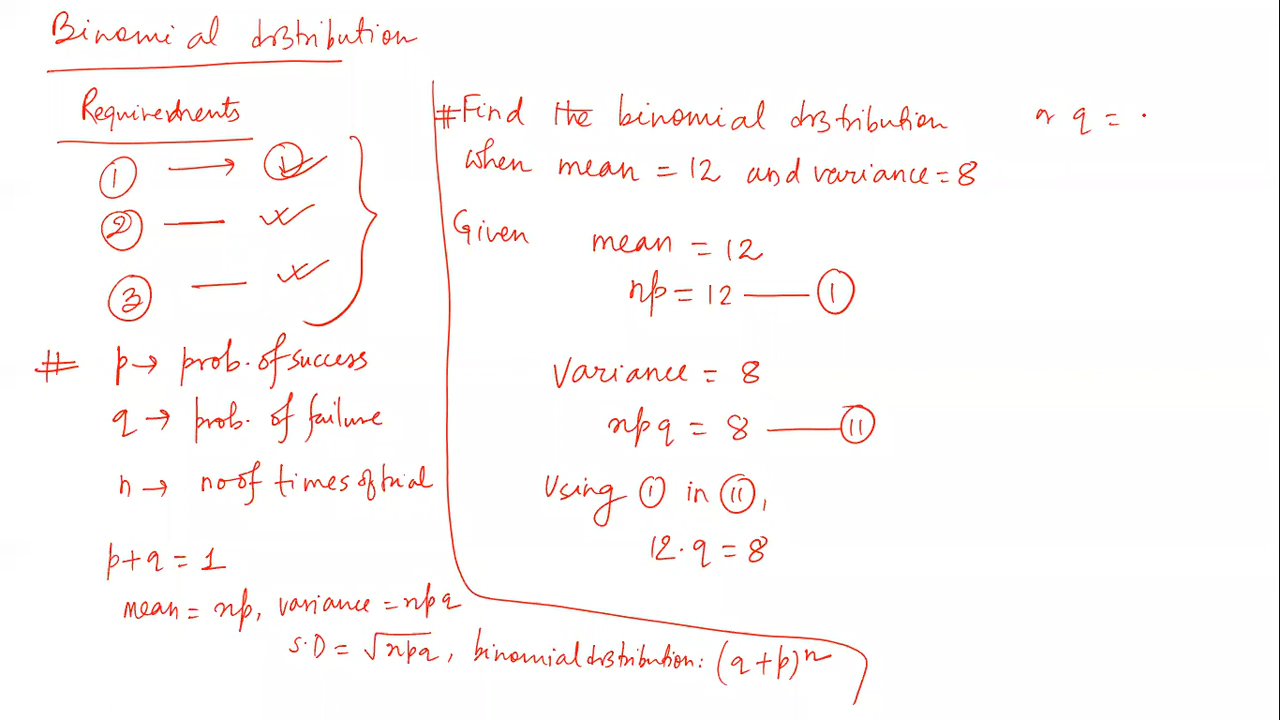 Binomial distribution
Requirements
① → ①
② —
③ —
# p → prob. of success
q → prob. of failure
n → no of times of trial
p+q = 1
mean = np, variance = npq
S.D = √npq, binomial distribution: (q+p)ⁿ
#Find the binomial distribution
when mean = 12 and variance = 8
Given mean = 12
np = 12 — Ⓘ
variance = 8
npq = 8 — ⑪
Using Ⓘ in ⑪,
12.q = 8
or q = .